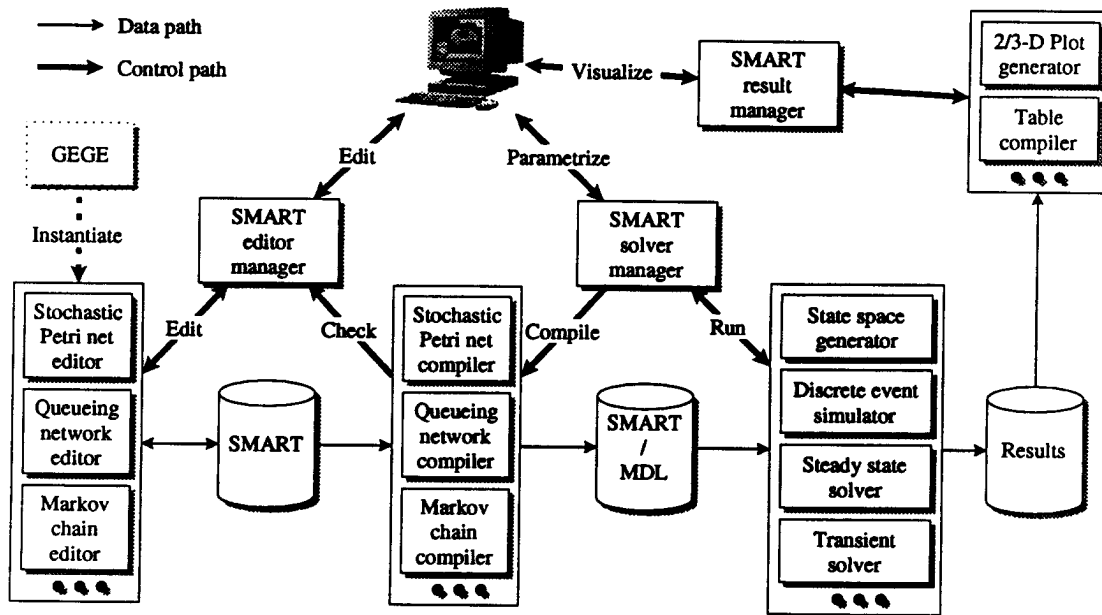 Data path
Control path
Visualize
SMART
result
manager
2/3-D Plot
generator
Table
compiler
GEGE
Edit
Parametrize
Instantiate
SMART
editor
manager
SMART
solver
manager
Stochastic
Petri net
editor
Edit
Check
Stochastic
Petri net
compiler
Compile
Run
State space
generator
Queueing
network
editor
SMART
Queueing
network
compiler
SMART
/
MDL
Discrete event
simulator
Steady state
solver
Results
Markov
chain
editor
Markov
chain
compiler
Transient
solver